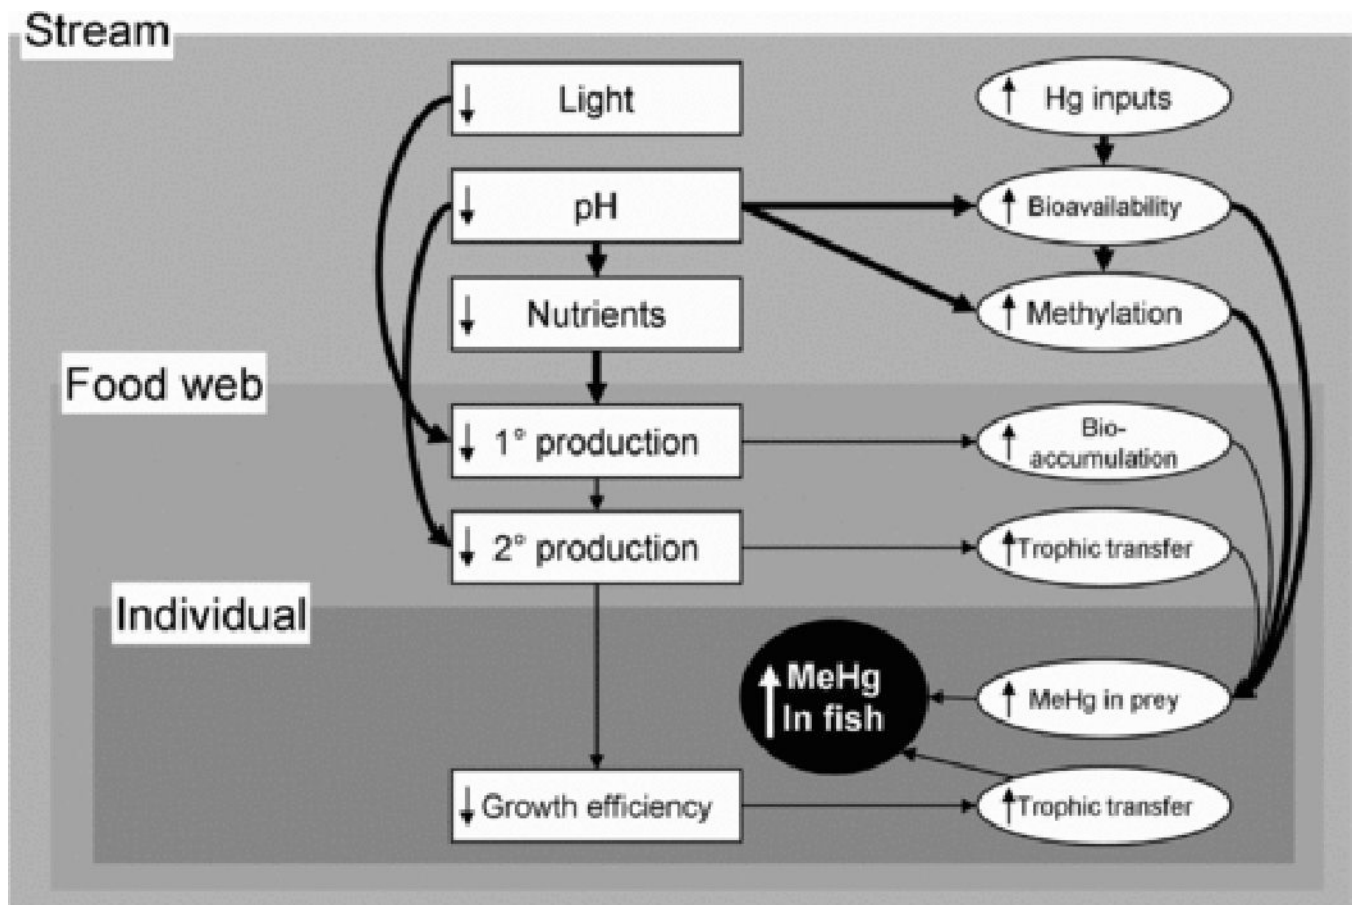 Stream
↓ Light
↑ Hg inputs
↓ pH
↑ Bioavailability
↓ Nutrients
↑ Methylation
Food web
↓ 1° production
↑ Bio-
accumulation
↓ 2° production
↑ Trophic transfer
Individual
↑ MeHg
In fish
↑ MeHg in prey
↓ Growth efficiency
↑ Trophic transfer